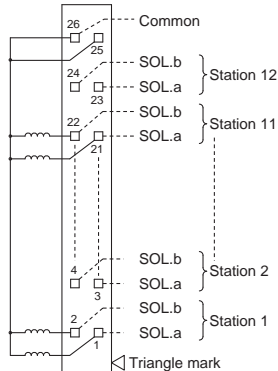 26
Common
25
SOL.b
24
Station 12
SOL.a
23
SOL.b
22
Station 11
SOL.a
21
SOL.b
4
Station 2
SOL.a
3
SOL.b
2
Station 1
SOL.a
1
Triangle mark